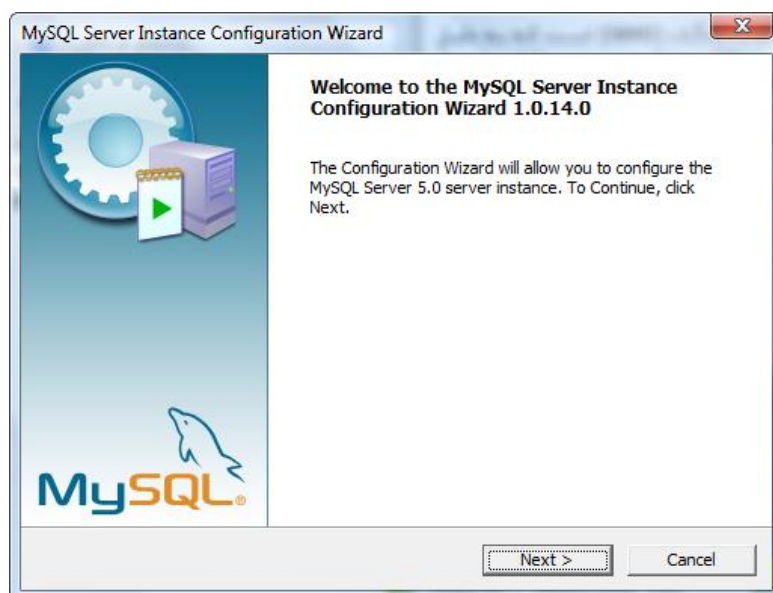 MySQL Server Instance Configuration Wizard
Welcome to the MySQL Server Instance
Configuration Wizard 1.0.14.0
The Configuration Wizard will allow you to configure the
MySQL Server 5.0 server instance. To Continue, click
Next.
MySQL®
Next >
Cancel